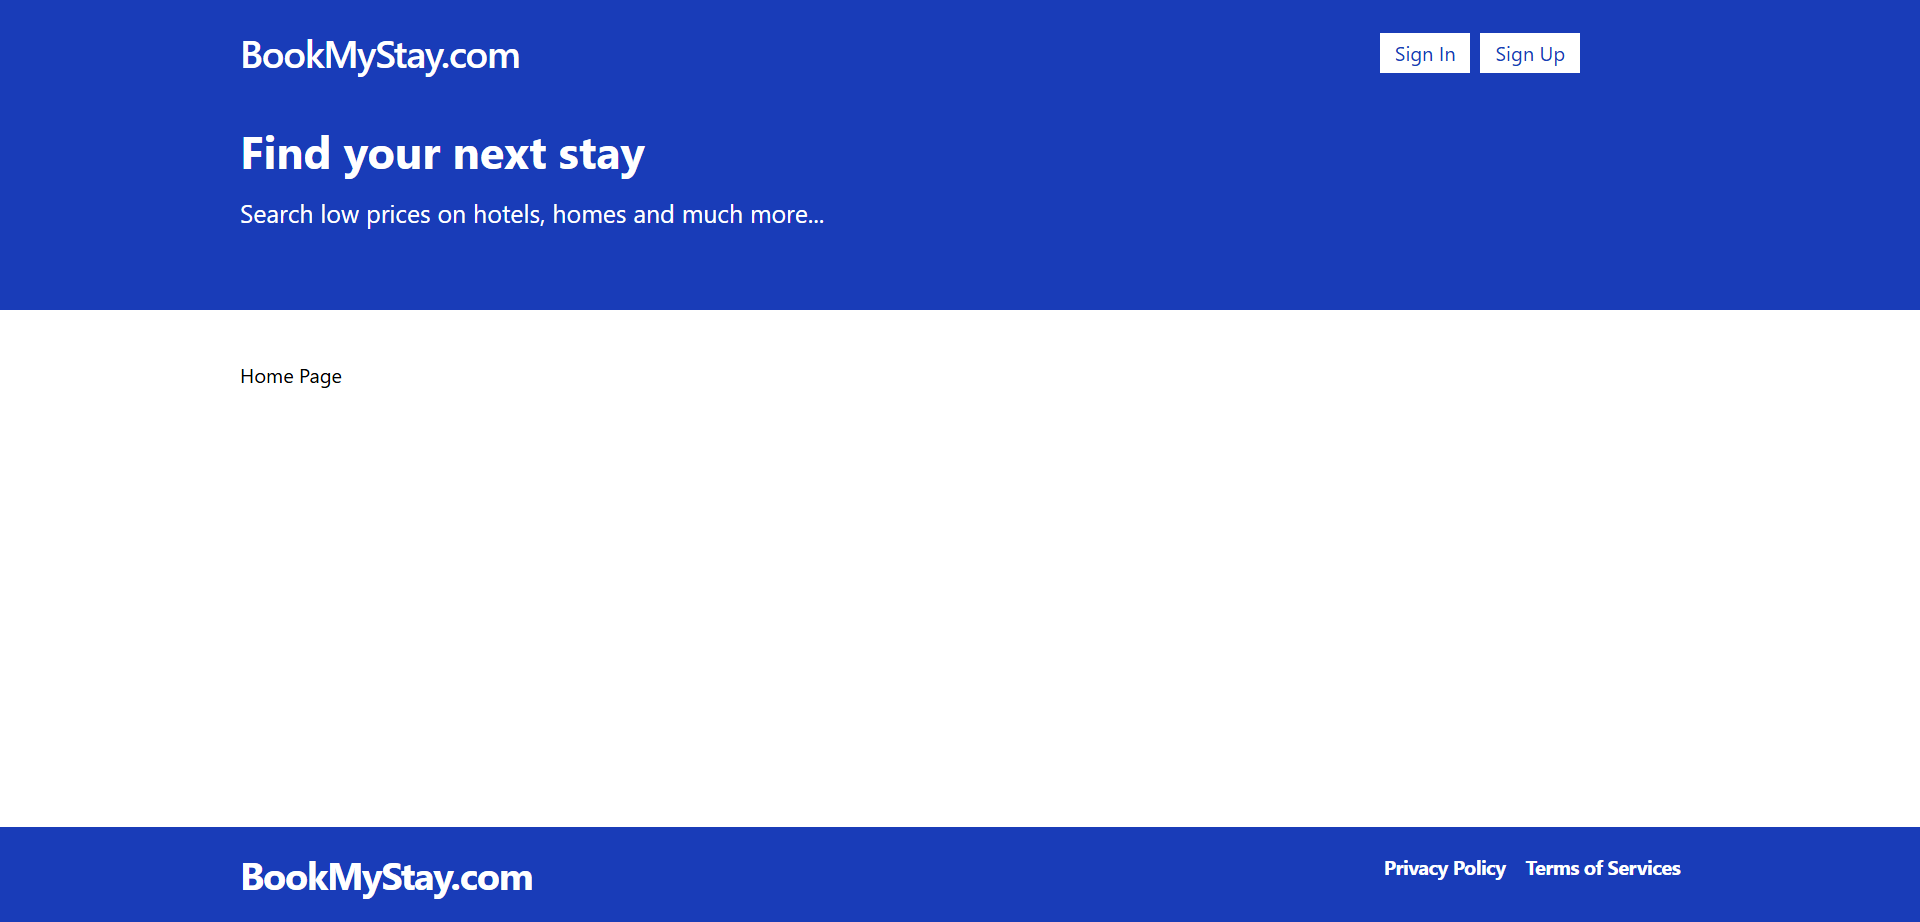 BookMyStay.com
Sign In
Sign Up
Find your next stay
Search low prices on hotels, homes and much more...
Home Page
BookMyStay.com
Privacy Policy
Terms of Services